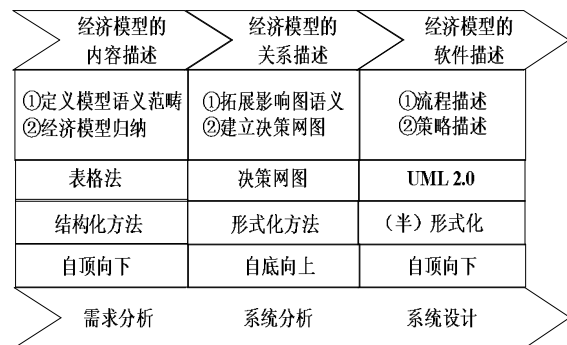 经济模型的 经济模型的 经济模型的
内容描述 关系描述 软件描述
①定义模型语义范畴 ①拓展影响图语义 ①流程描述
②经济模型归纳 ②建立决策网图 ②策略描述
表格法 决策网图 UML 2.0
结构化方法 形式化方法 （半）形式化
自顶向下 自底向上 自顶向下
需求分析 系统分析 系统设计